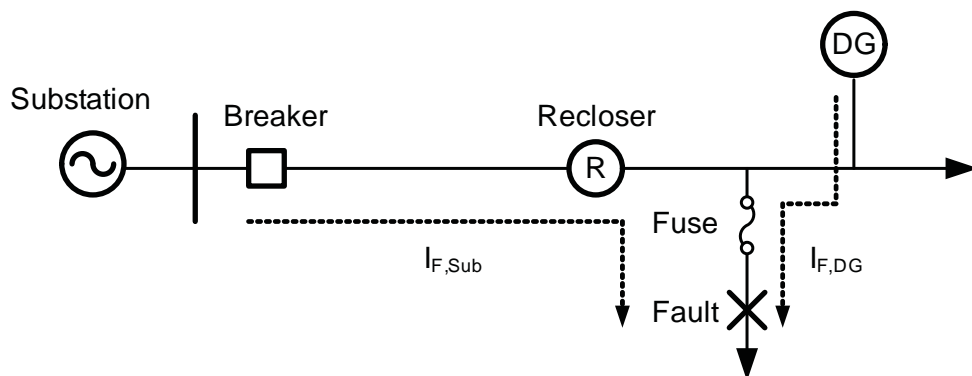 DG
Substation
Breaker
Recloser
R
Fuse
I_F,Sub
I_F,DG
Fault